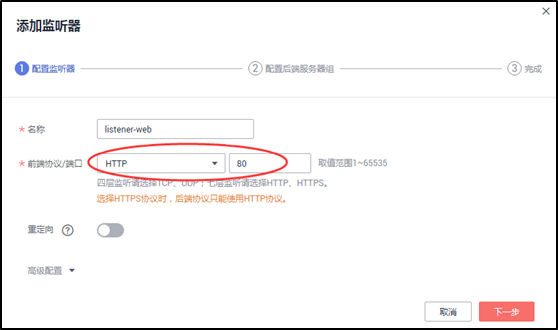 添加监听器
1 配置监听器 2 配置后端服务器组 3 完成
* 名称 listener-web
* 前端协议/端口 HTTP 80 取值范围1~65535
四层监听请选择TCP、UDP；七层监听请选择HTTP、HTTPS。
选择HTTPS协议时，后端协议只能使用HTTP协议。
重定向 ?
高级配置
取消 下一步